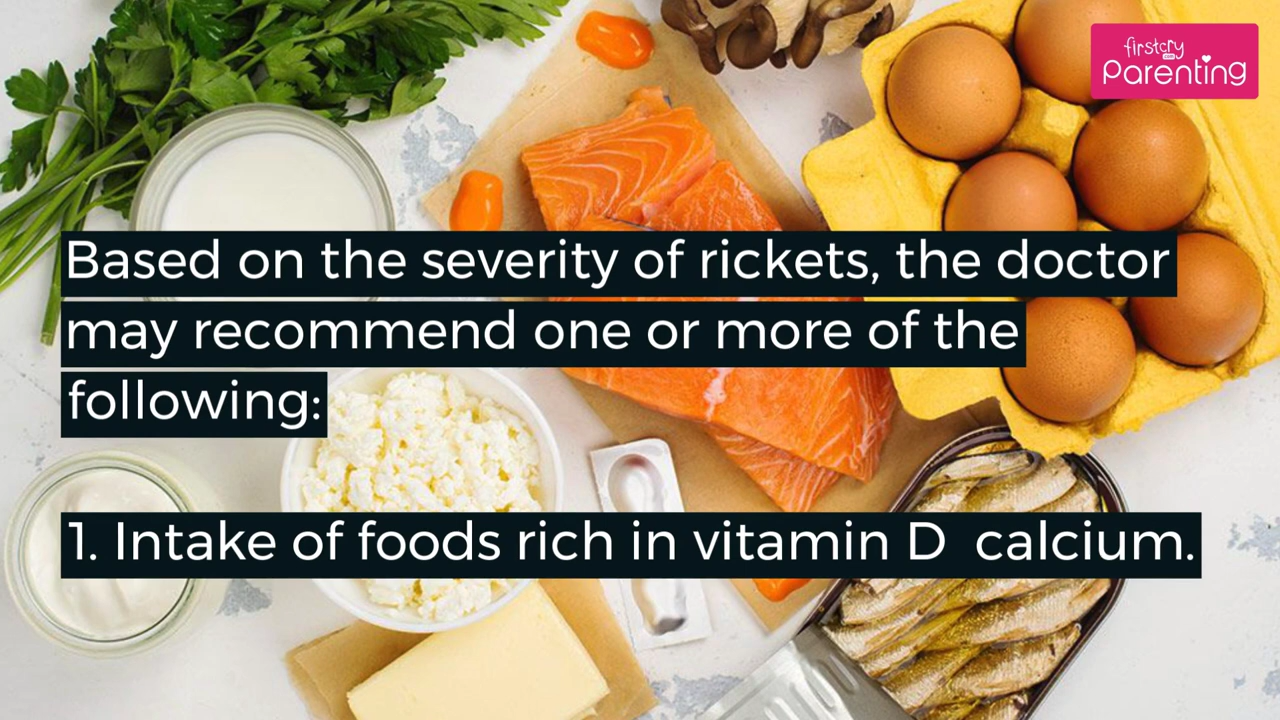 firstcry
.com
Parenting
Based on the severity of rickets, the doctor
may recommend one or more of the
following:
1. Intake of foods rich in vitamin D  calcium.